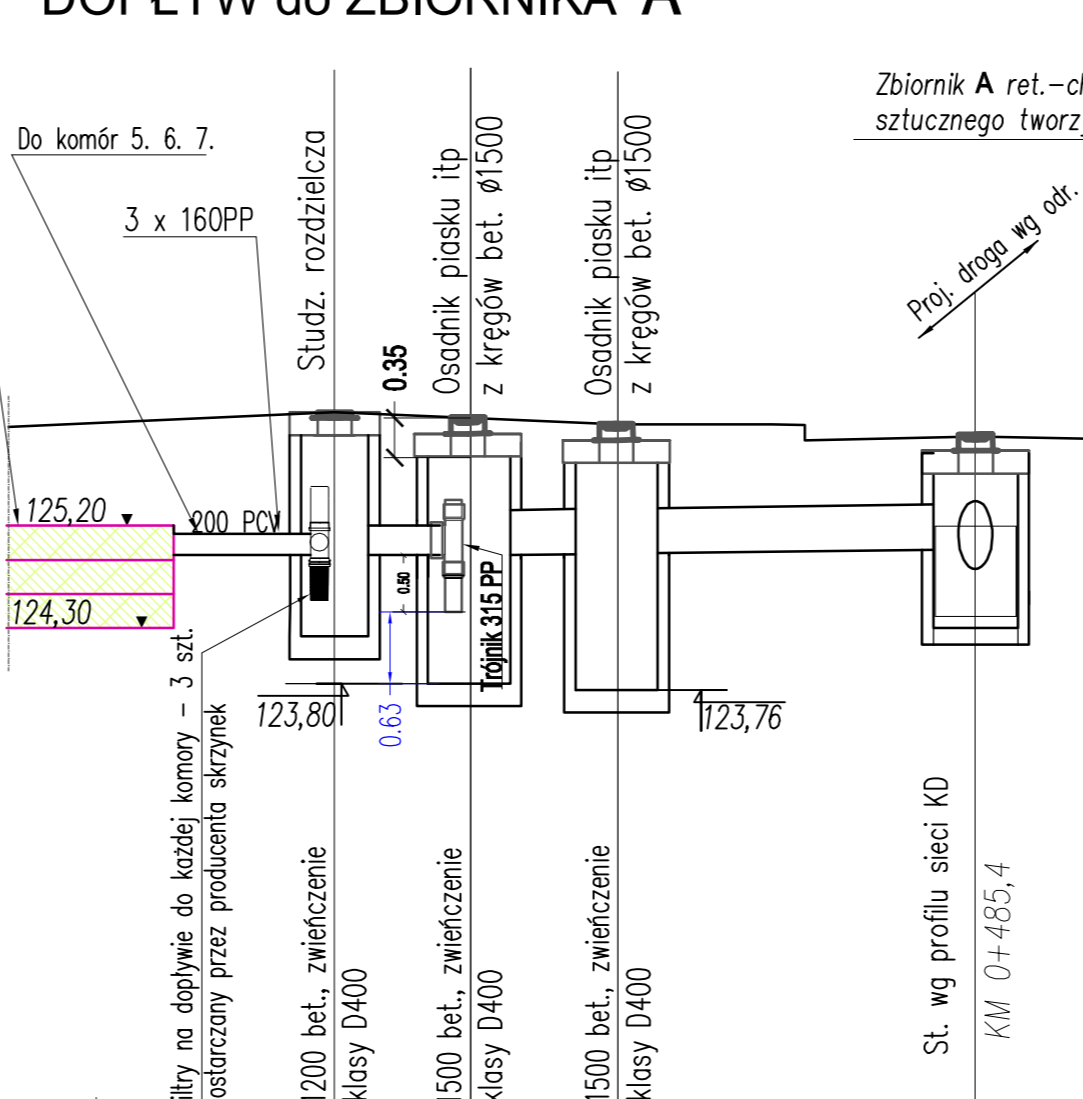 DOPŁYW do ZBIORNIKA A
Zbiornik A ret.-
sztucznego
Do komór 5. 6. 7.
3 x 160PP
Studz. rozdzielcza
Osadnik piasku itp
z kręgów bet. ø1500
Osadnik piasku itp
z kręgów bet. ø1500
Proj. droga wg odr.
0.35
125,20
200 PCV
0.50
124,30
Trójnik 315 PP
123,80
0.63
123,76
iltry na dopływie do każdej komory - 3 szt.
ostarczany przez producenta skrzynek
1200 bet., zwieńczenie
klasy D400
1500 bet., zwieńczenie
klasy D400
1500 bet., zwieńczenie
klasy D400
St. wg profilu sieci KD
KM 0+485,4